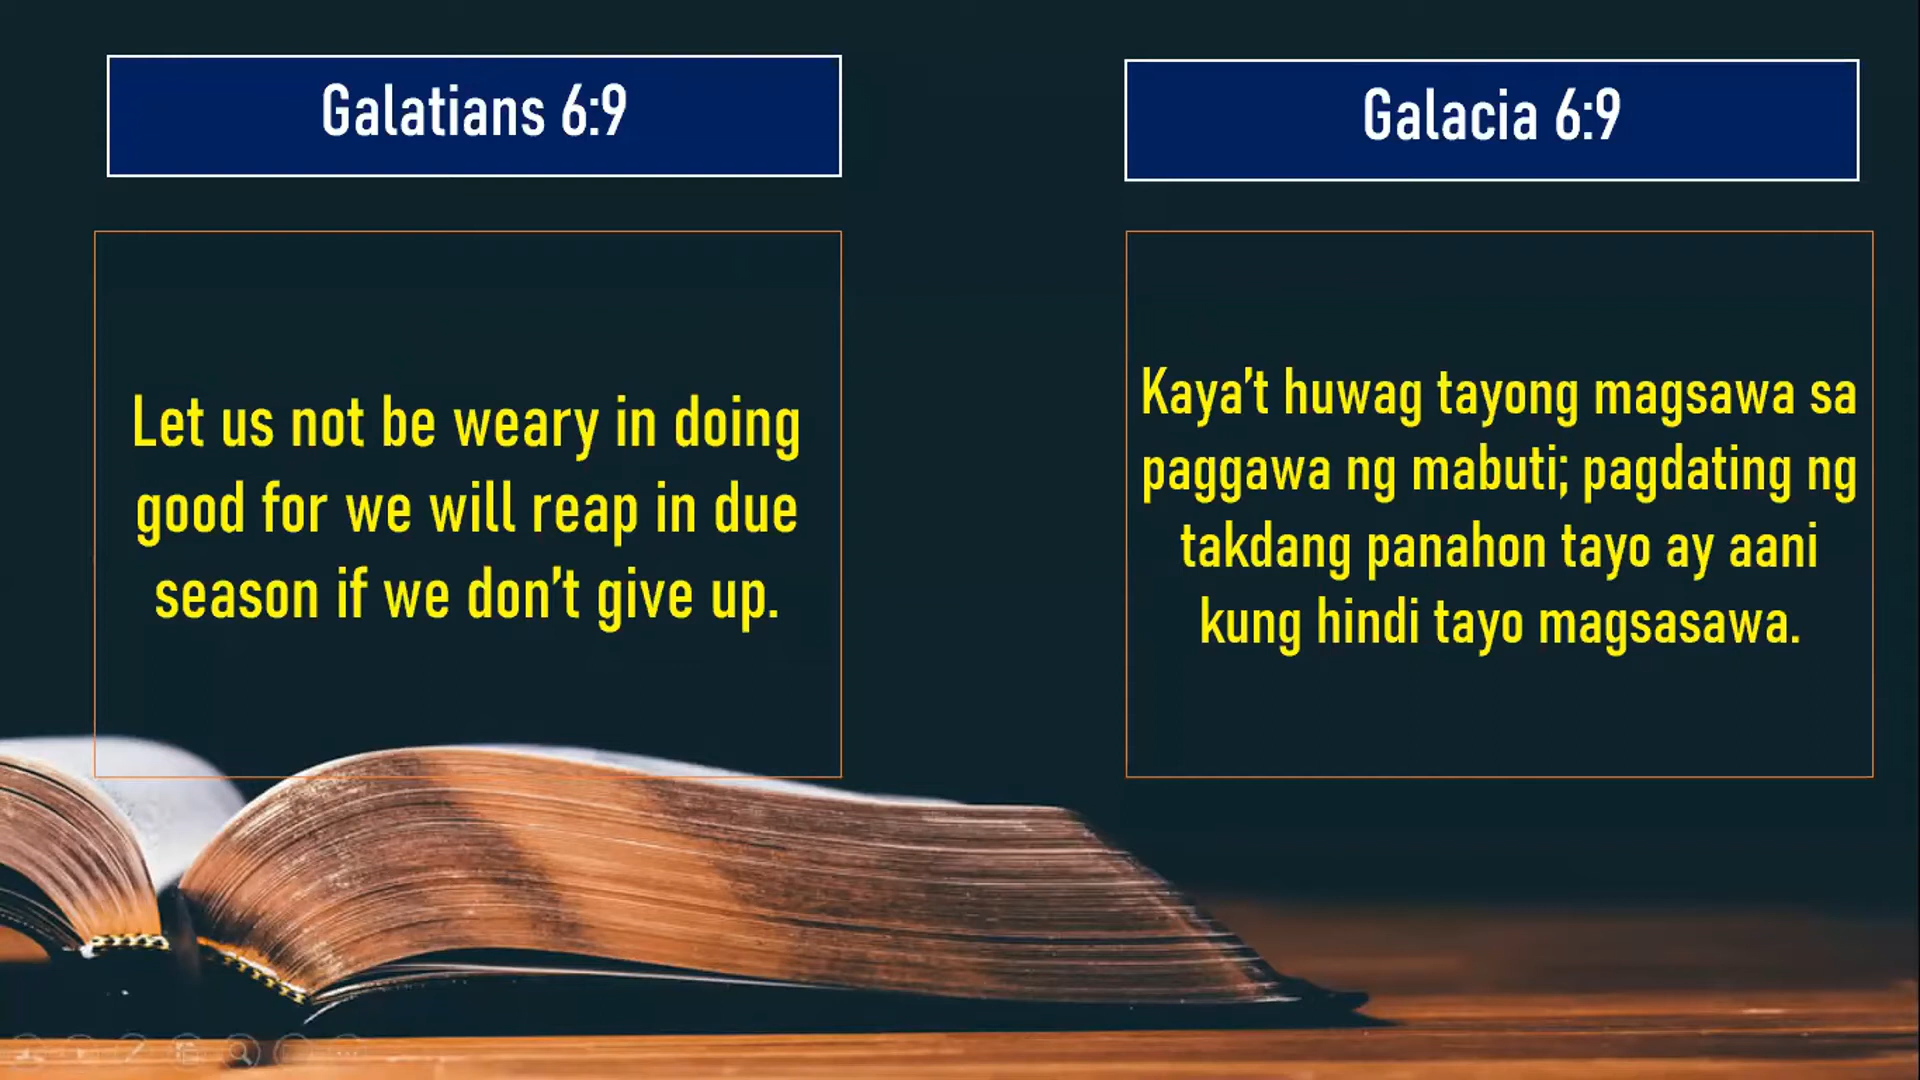 Galatians 6:9
Let us not be weary in doing
good for we will reap in due
season if we don't give up.
Galacia 6:9
Kaya't huwag tayong magsawa sa
paggawa ng mabuti; pagdating ng
takdang panahon tayo ay aani
kung hindi tayo magsasawa.